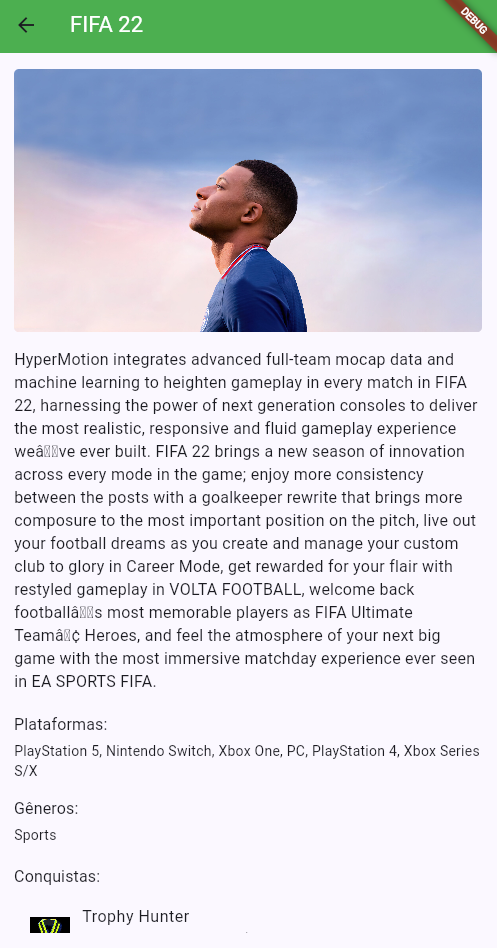 FIFA 22
DEBUG
HyperMotion integrates advanced full-team mocap data and
machine learning to heighten gameplay in every match in FIFA
22, harnessing the power of next generation consoles to deliver
the most realistic, responsive and fluid gameplay experience
weâ▯▯ve ever built. FIFA 22 brings a new season of innovation
across every mode in the game; enjoy more consistency
between the posts with a goalkeeper rewrite that brings more
composure to the most important position on the pitch, live out
your football dreams as you create and manage your custom
club to glory in Career Mode, get rewarded for your flair with
restyled gameplay in VOLTA FOOTBALL, welcome back
footballâ▯▯s most memorable players as FIFA Ultimate
Teamâ▯¢ Heroes, and feel the atmosphere of your next big
game with the most immersive matchday experience ever seen
in EA SPORTS FIFA.
Plataformas:
PlayStation 5, Nintendo Switch, Xbox One, PC, PlayStation 4, Xbox Series
S/X
Gêneros:
Sports
Conquistas:
Trophy Hunter